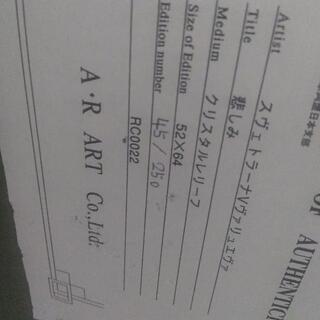 OF AUTHENTIC
Artist スヴェトラーナVヴァリュエヴァ
Title 悲しみ
Medium クリスタルレリーフ
Size of Edition 52×64
Edition number 45/250
RC0022
A・R ART Co.,Ltd.